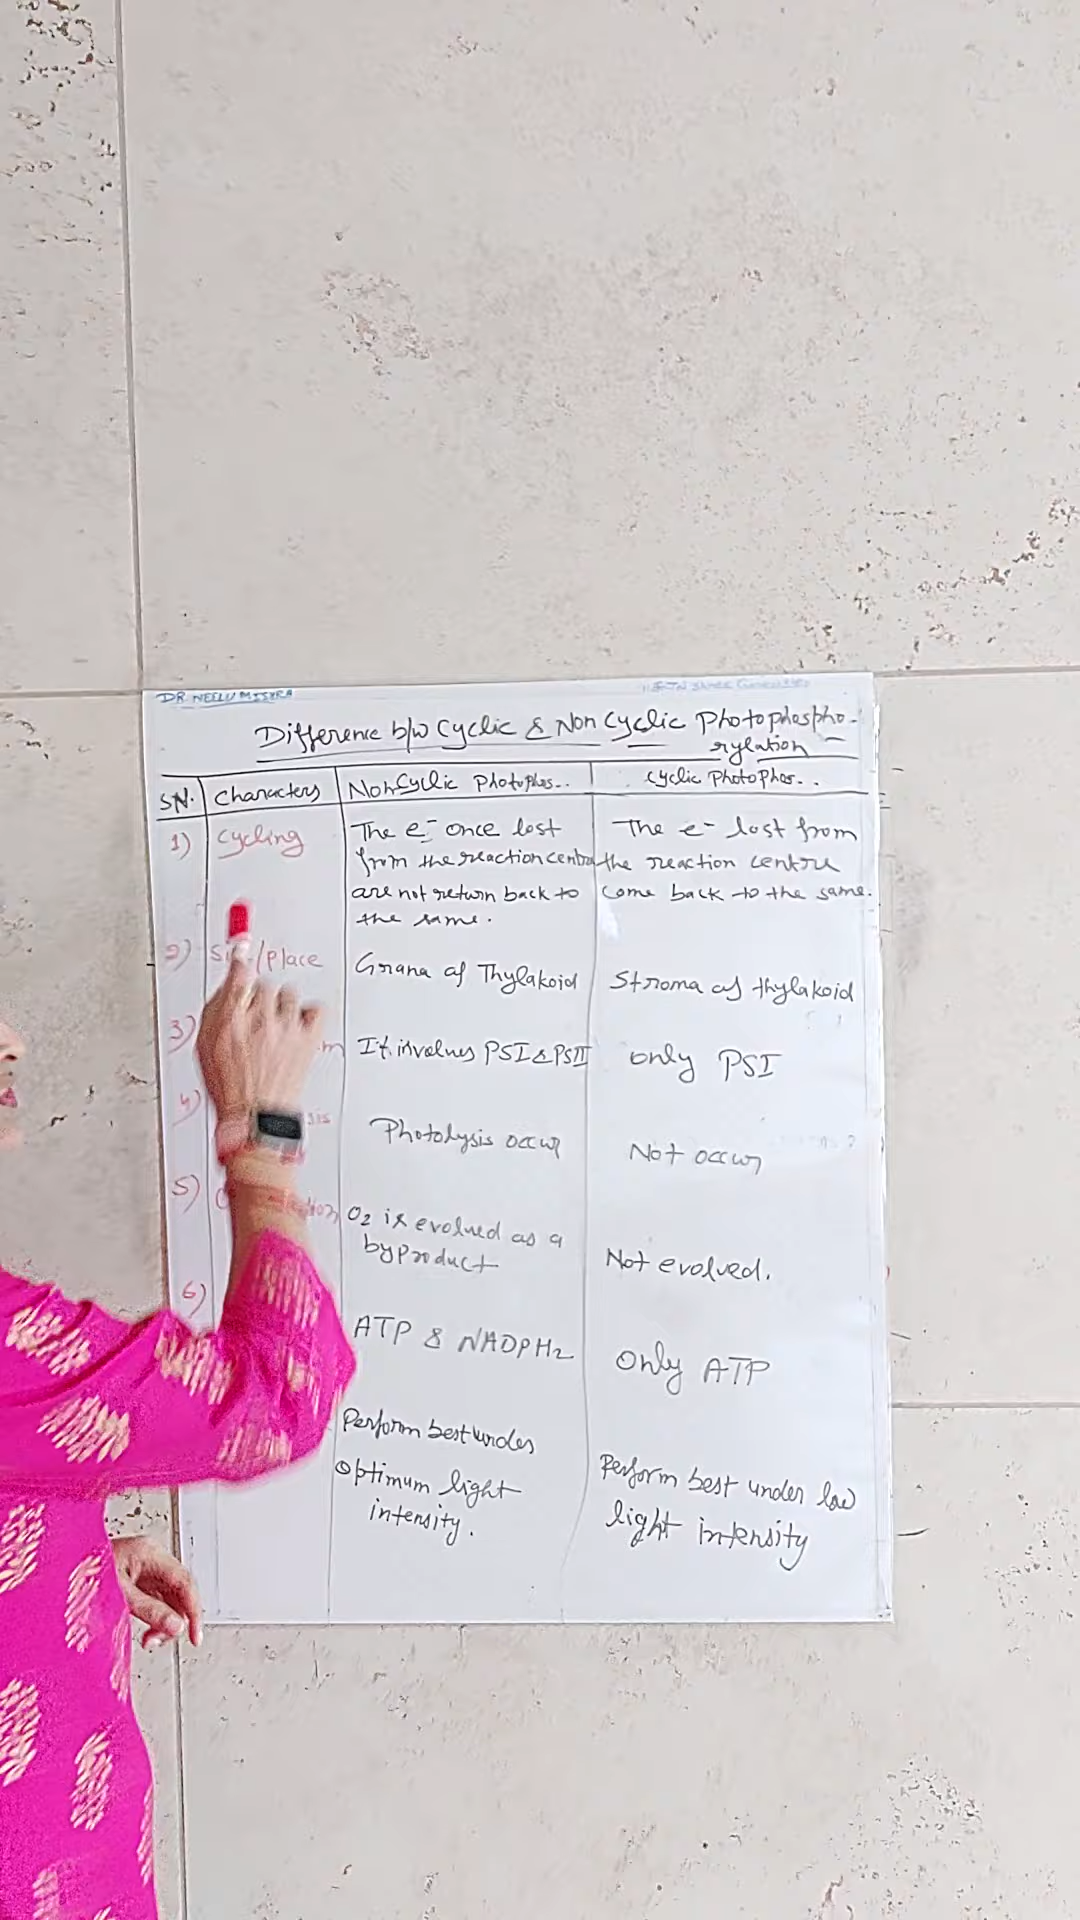 DR NEELU MISHRA
Difference b/w Cyclic & Non Cyclic Photophospho-
rylation
SN. Characters NonCyclic Photophos.. Cyclic Photophos..
1) Cycling The e- once lost The e- lost from
from the reaction centre the reaction centre
are not return back to come back to the same.
the same.
2) /Place Grana of Thylakoid Stroma of thylakoid
3) It involves PSI & PSII only PSI
4) Photolysis occur Not occur
5) O2 is evolved as a
byproduct Not evolved.
6) ATP & NADPH2 Only ATP
Perform best under
Optimum light Perform best under low
intensity. light intensity